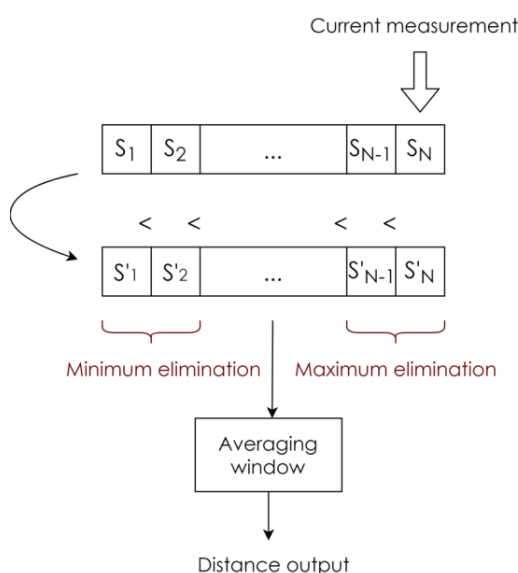 Current measurement
S1 S2 ... SN-1 SN
< < < <
S'1 S'2 ... S'N-1 S'N
Minimum elimination Maximum elimination
Averaging
window
Distance output